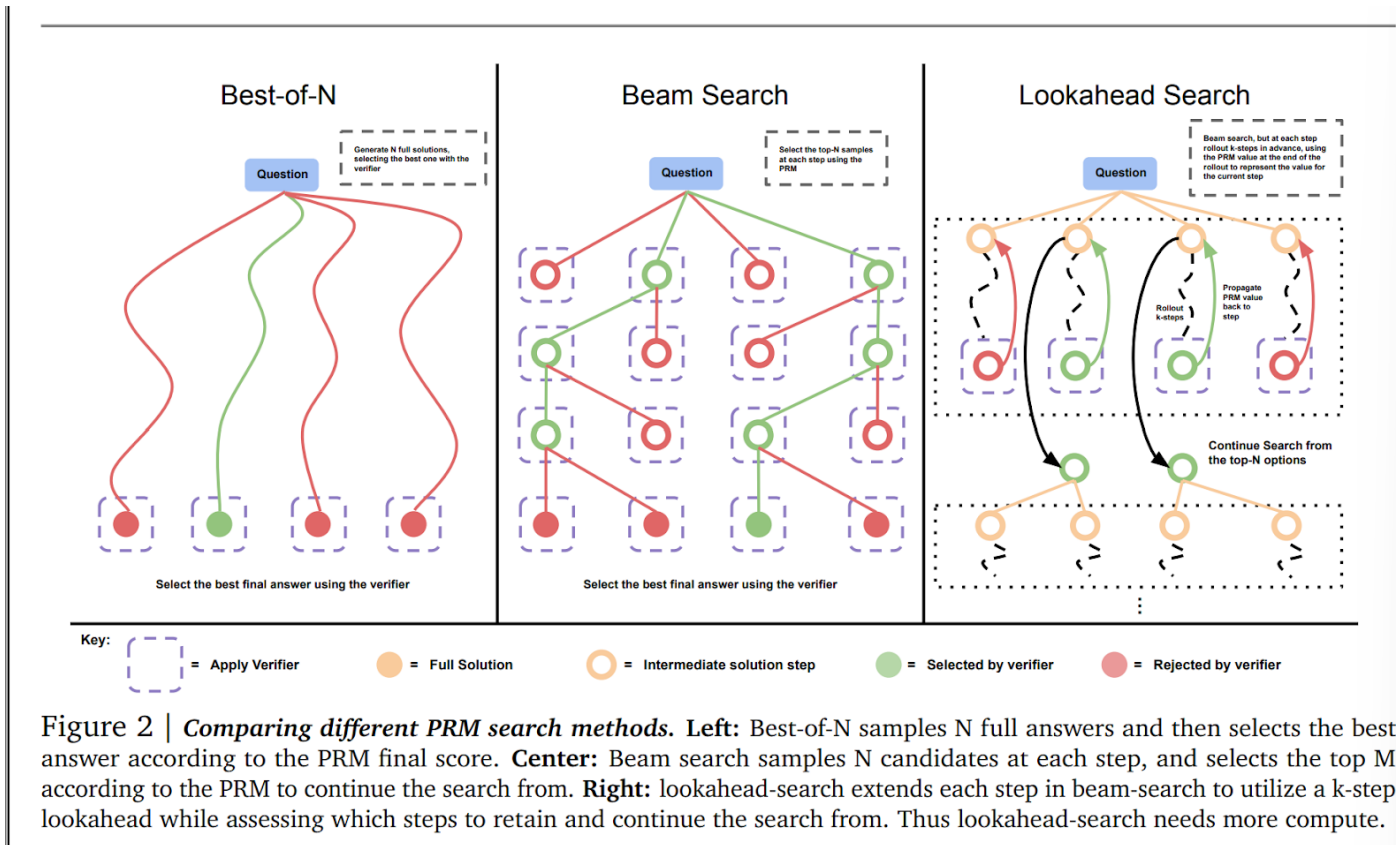 Best-of-N
Generate N full solutions,
selecting the best one with the
verifier
Question
Select the best final answer using the verifier
Beam Search
Select the top-N samples
at each step using the
PRM
Question
Select the best final answer using the verifier
Lookahead Search
Beam search, but at each step
rollout k-steps in advance, using
the PRM value at the end of the
rollout to represent the value for
the current step
Question
Rollout
k-steps
Propagate
PRM value
back to
step
Continue Search from
the top-N options
Key:
= Apply Verifier
= Full Solution
= Intermediate solution step
= Selected by verifier
= Rejected by verifier
Figure 2 | Comparing different PRM search methods. Left: Best-of-N samples N full answers and then selects the best
answer according to the PRM final score. Center: Beam search samples N candidates at each step, and selects the top M
according to the PRM to continue the search from. Right: lookahead-search extends each step in beam-search to utilize a k-step
lookahead while assessing which steps to retain and continue the search from. Thus lookahead-search needs more compute.